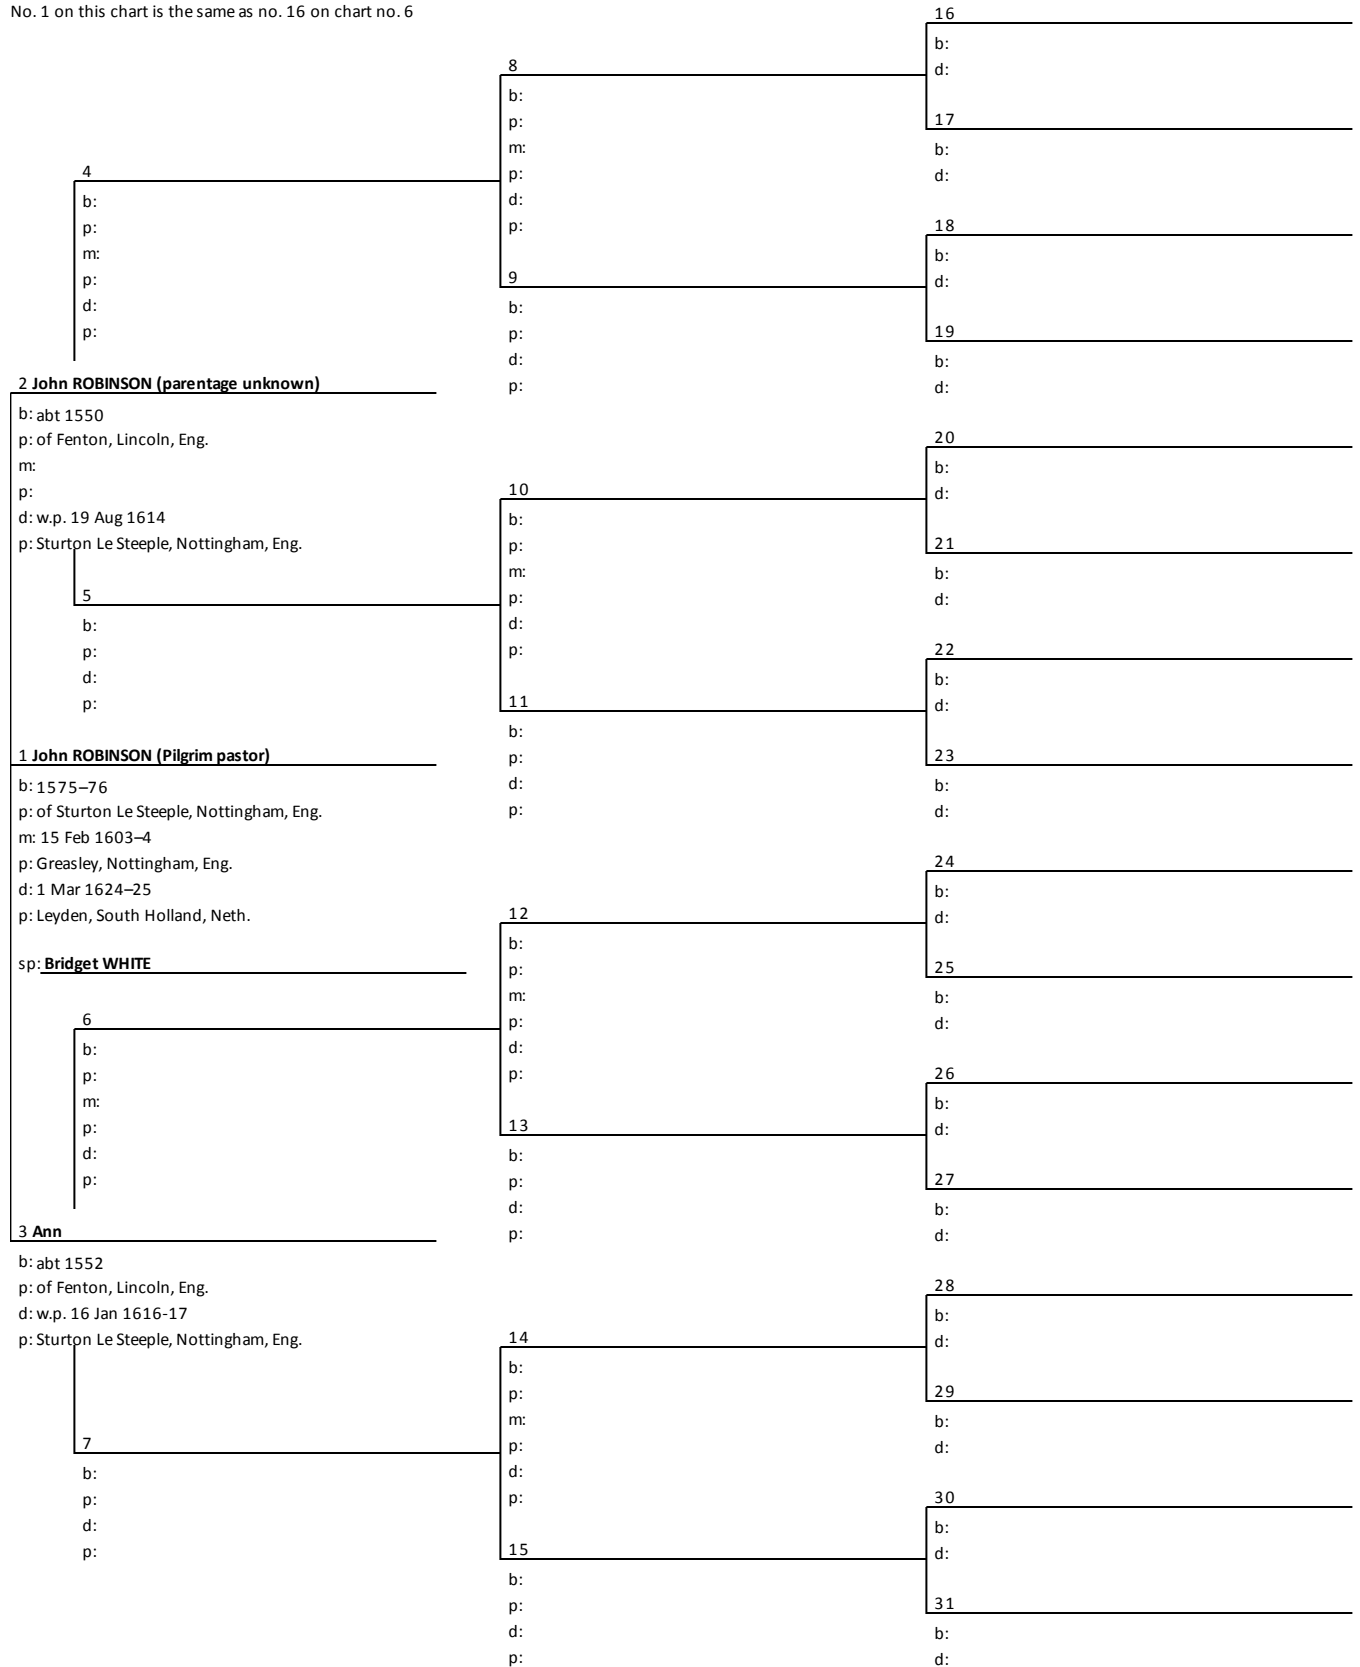 No. 1 on this chart is the same as no. 16 on chart no. 6
16
b:
d:
8
b:
p:
m:
p:
d:
p:
17
b:
d:
4
b:
p:
m:
p:
d:
p:
18
b:
d:
9
b:
p:
d:
p:
19
b:
d:
2 John ROBINSON (parentage unknown)
b: abt 1550
p: of Fenton, Lincoln, Eng.
m:
p:
d: w.p. 19 Aug 1614
p: Sturton Le Steeple, Nottingham, Eng.
20
b:
d:
10
b:
p:
m:
p:
d:
p:
21
b:
d:
5
b:
p:
d:
p:
22
b:
d:
11
b:
p:
d:
p:
23
b:
d:
1 John ROBINSON (Pilgrim pastor)
b: 1575–76
p: of Sturton Le Steeple, Nottingham, Eng.
m: 15 Feb 1603–4
p: Greasley, Nottingham, Eng.
d: 1 Mar 1624–25
p: Leyden, South Holland, Neth.
sp: Bridget WHITE
24
b:
d:
12
b:
p:
m:
p:
d:
p:
25
b:
d:
6
b:
p:
m:
p:
d:
p:
26
b:
d:
13
b:
p:
d:
p:
27
b:
d:
3 Ann
b: abt 1552
p: of Fenton, Lincoln, Eng.
d: w.p. 16 Jan 1616-17
p: Sturton Le Steeple, Nottingham, Eng.
28
b:
d:
14
b:
p:
m:
p:
d:
p:
29
b:
d:
7
b:
p:
d:
p:
30
b:
d:
15
b:
p:
d:
p:
31
b:
d: